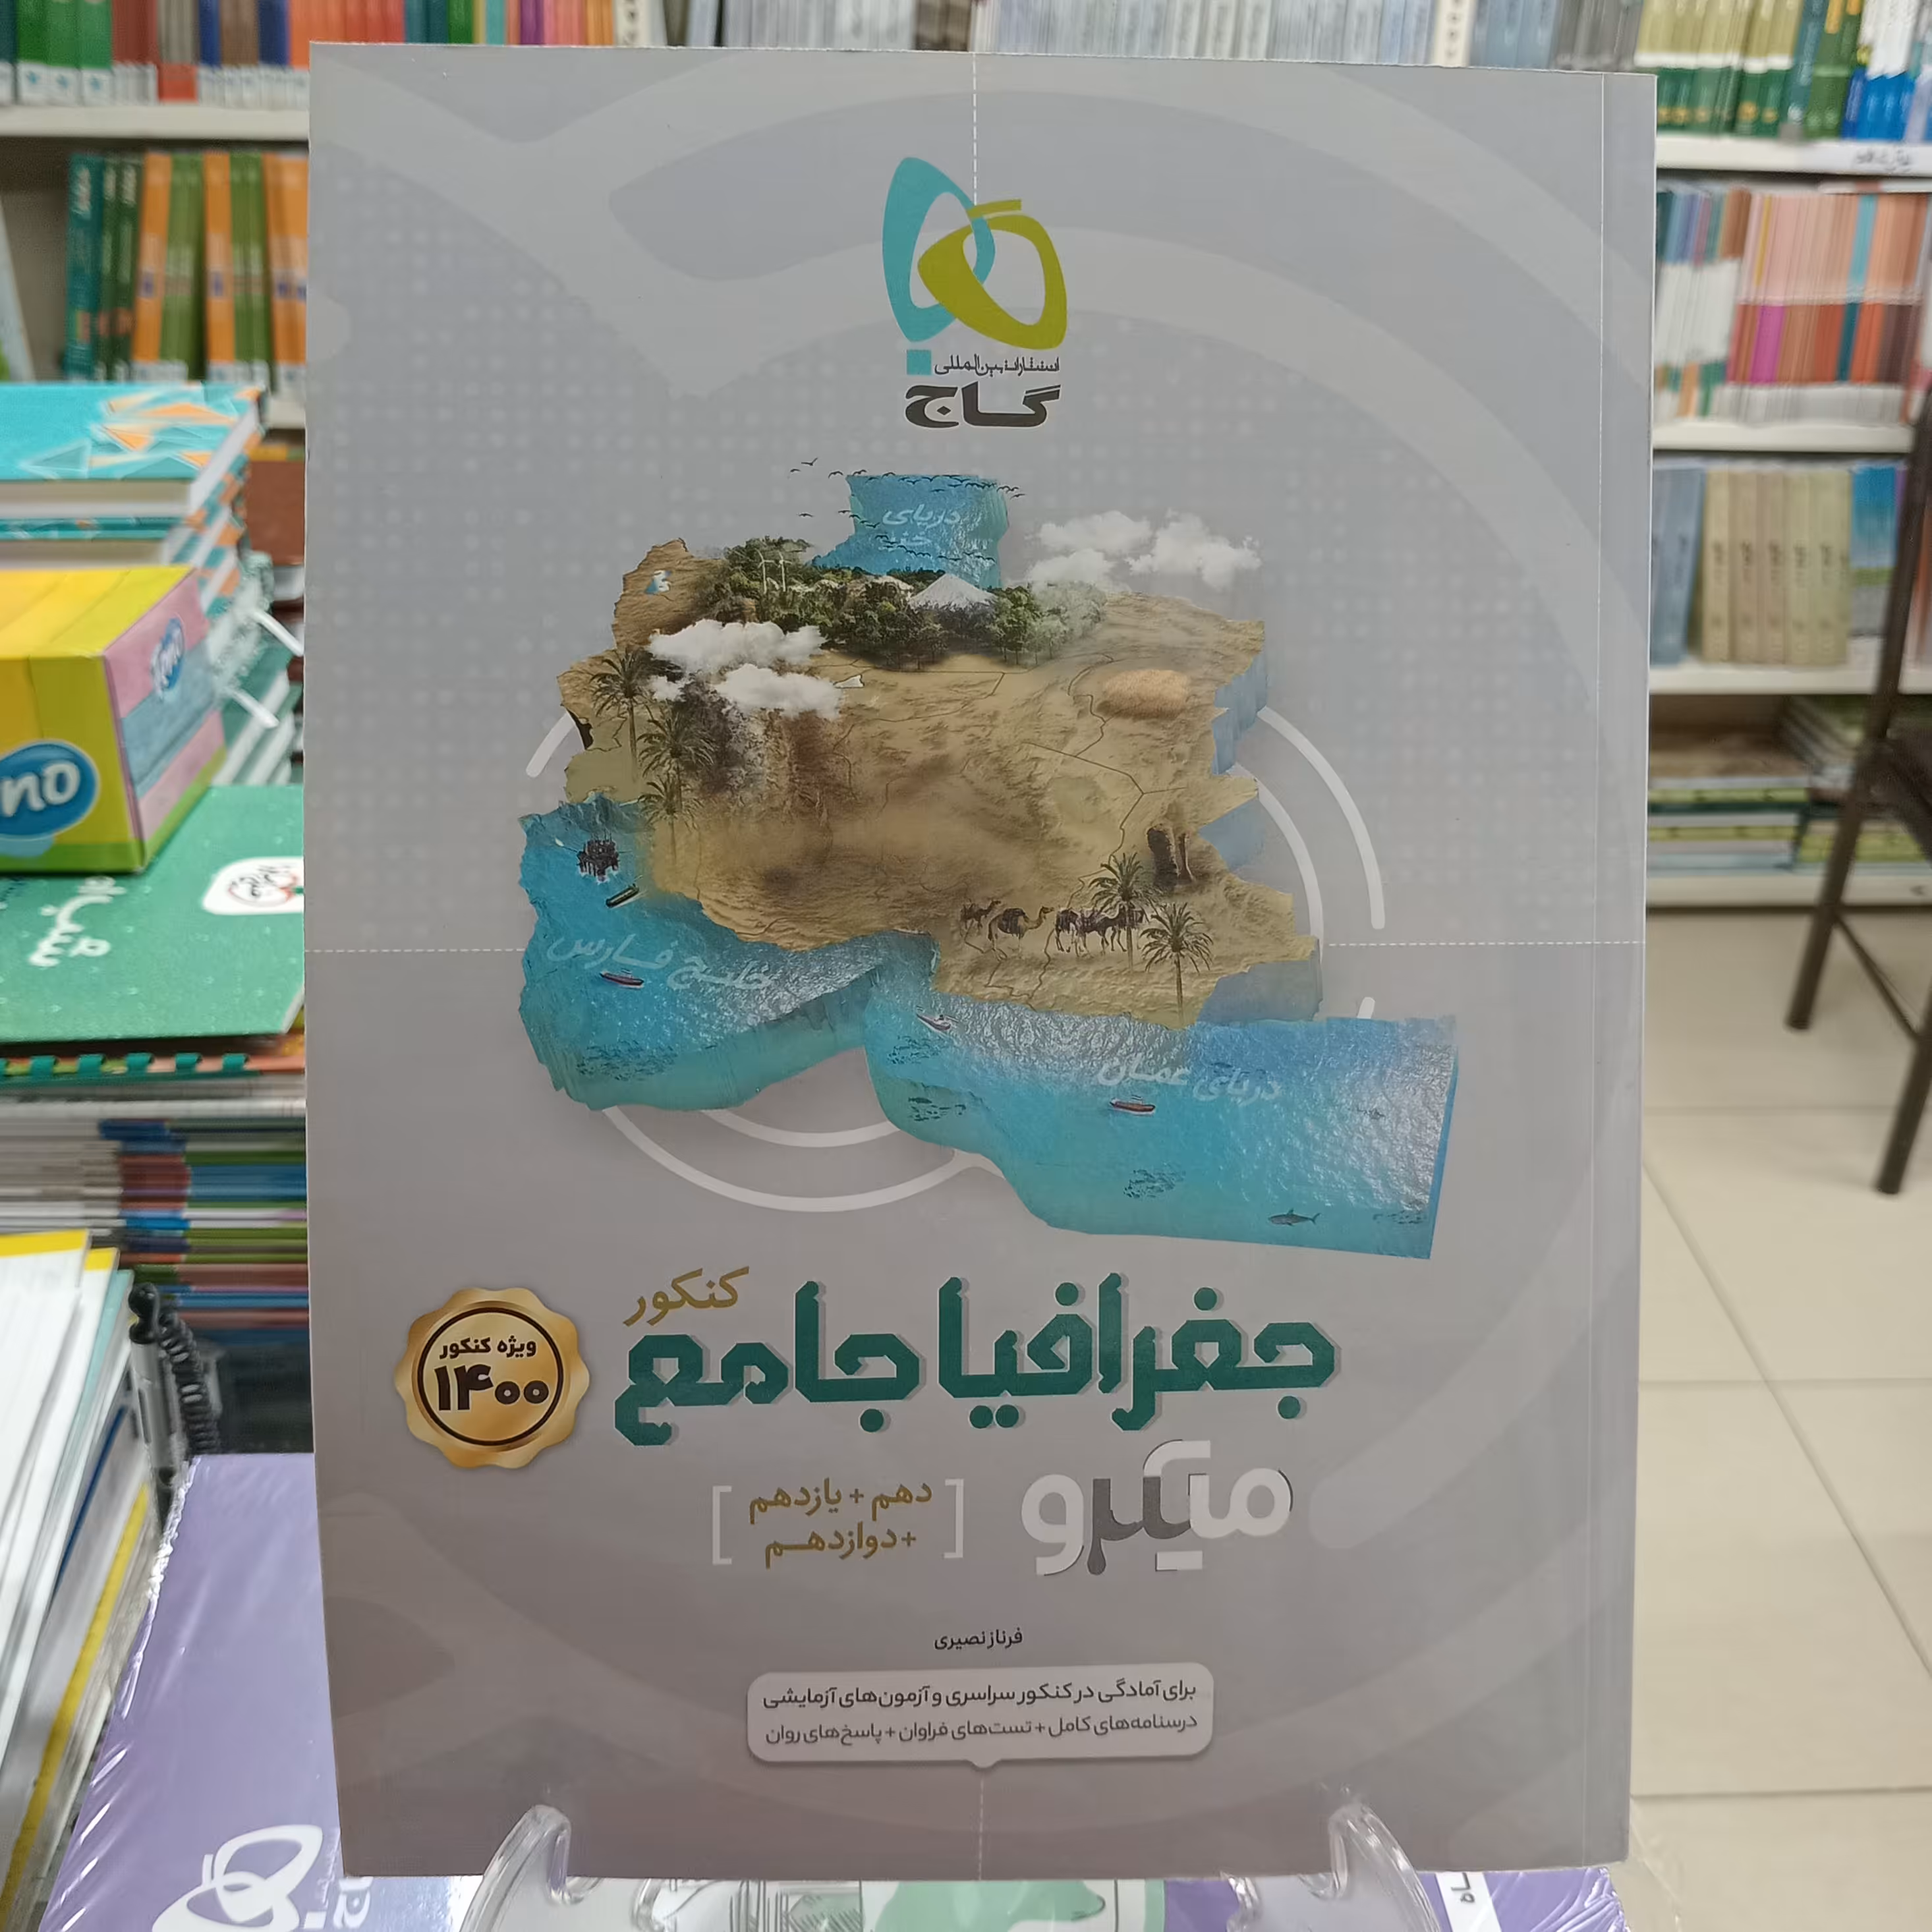 انتشارات بین‌المللی
گاج
دریای
خزر
خلیج فارس
دریای عمان
کنکور
جغرافیا جامع
ویژه کنکور
۱۴۰۰
میکرو
[ دهم + یازدهم
+ دوازدهم ]
فرناز نصیری
برای آمادگی در کنکور سراسری و آزمون‌های آزمایشی
درسنامه‌های کامل + تست‌های فراوان + پاسخ‌های روان